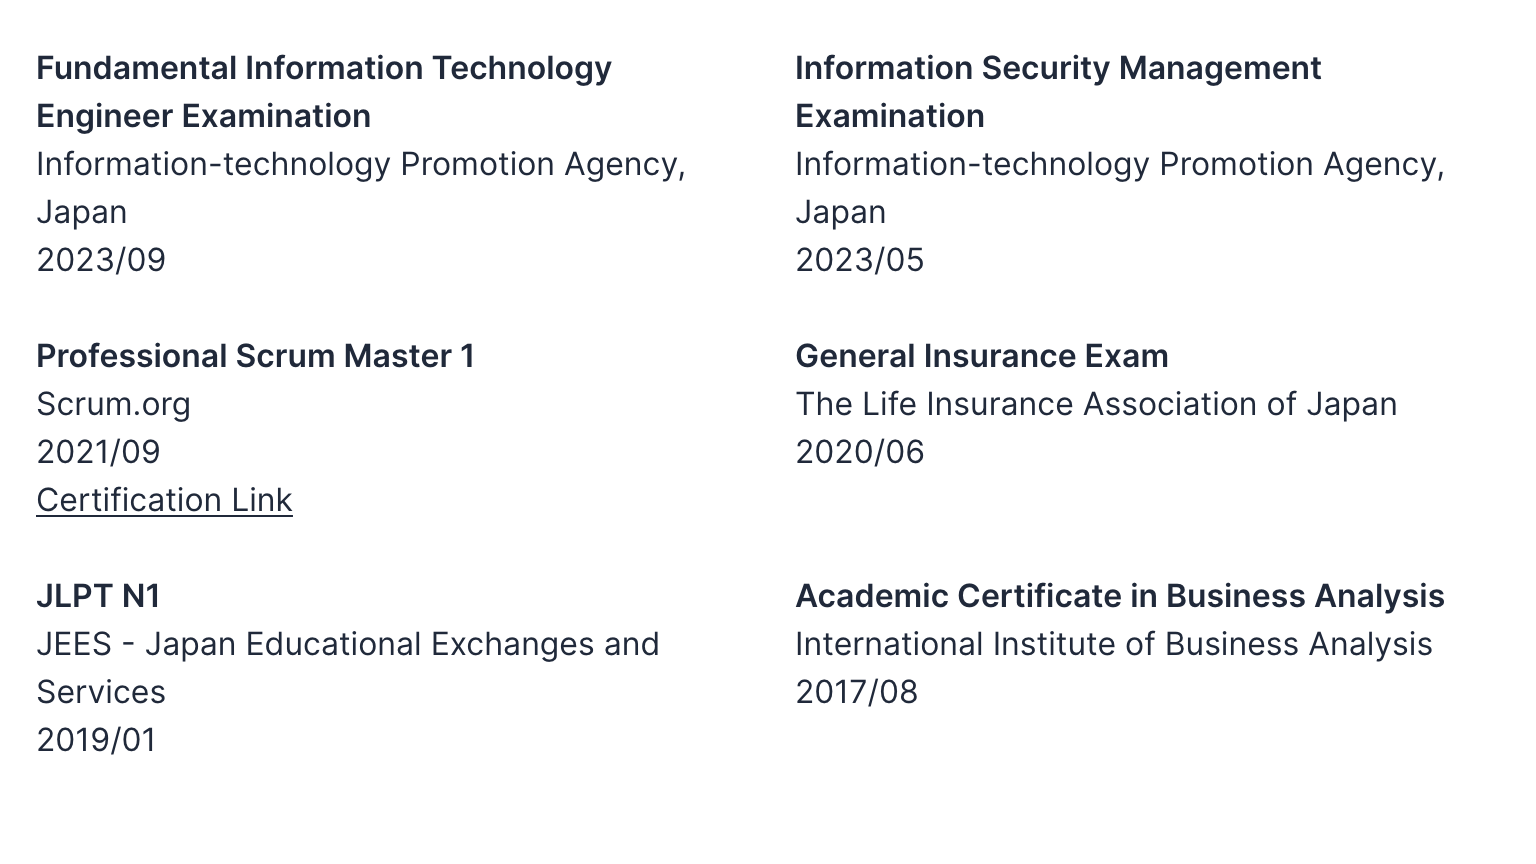 Fundamental Information Technology
Engineer Examination
Information-technology Promotion Agency,
Japan
2023/09
Information Security Management
Examination
Information-technology Promotion Agency,
Japan
2023/05
Professional Scrum Master 1
Scrum.org
2021/09
Certification Link
General Insurance Exam
The Life Insurance Association of Japan
2020/06
JLPT N1
JEES - Japan Educational Exchanges and
Services
2019/01
Academic Certificate in Business Analysis
International Institute of Business Analysis
2017/08